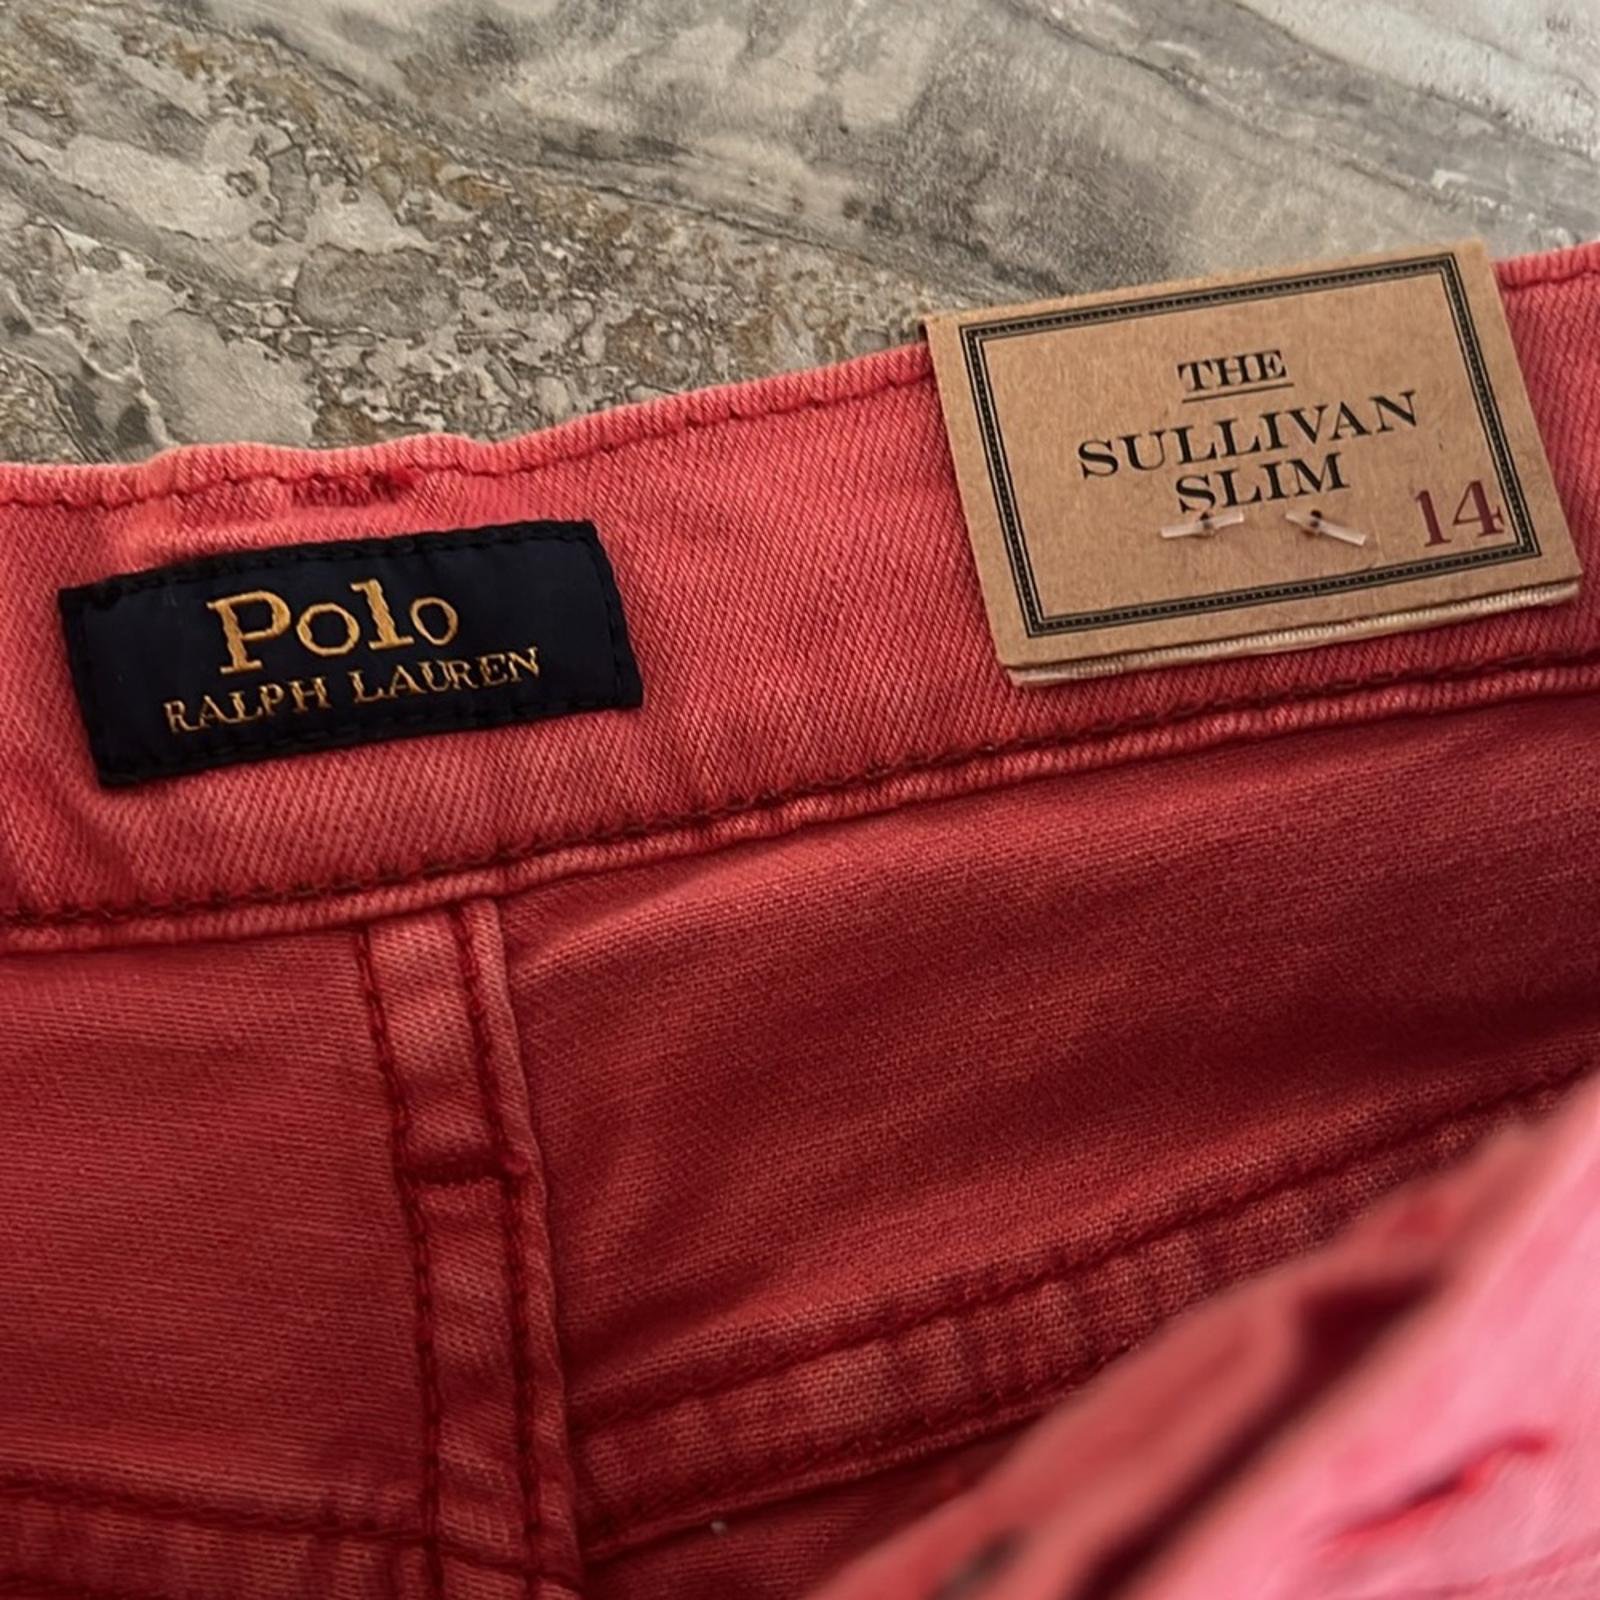 Polo
RALPH LAUREN
THE
SULLIVAN
SLIM
14